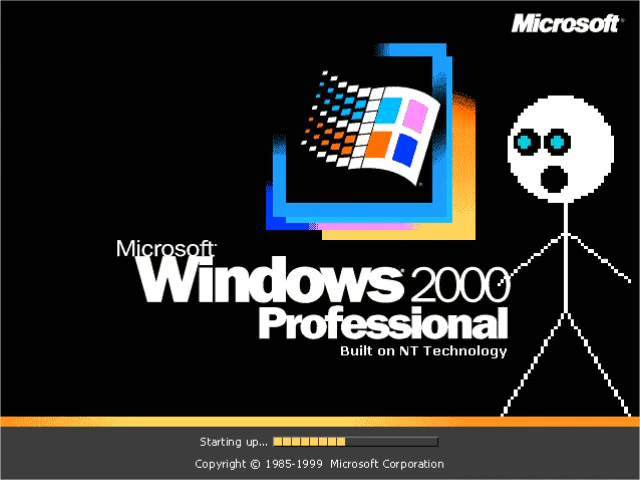 Microsoft®
Microsoft®
Windows® 2000
Professional
Built on NT Technology
Starting up...
Copyright © 1985-1999 Microsoft Corporation